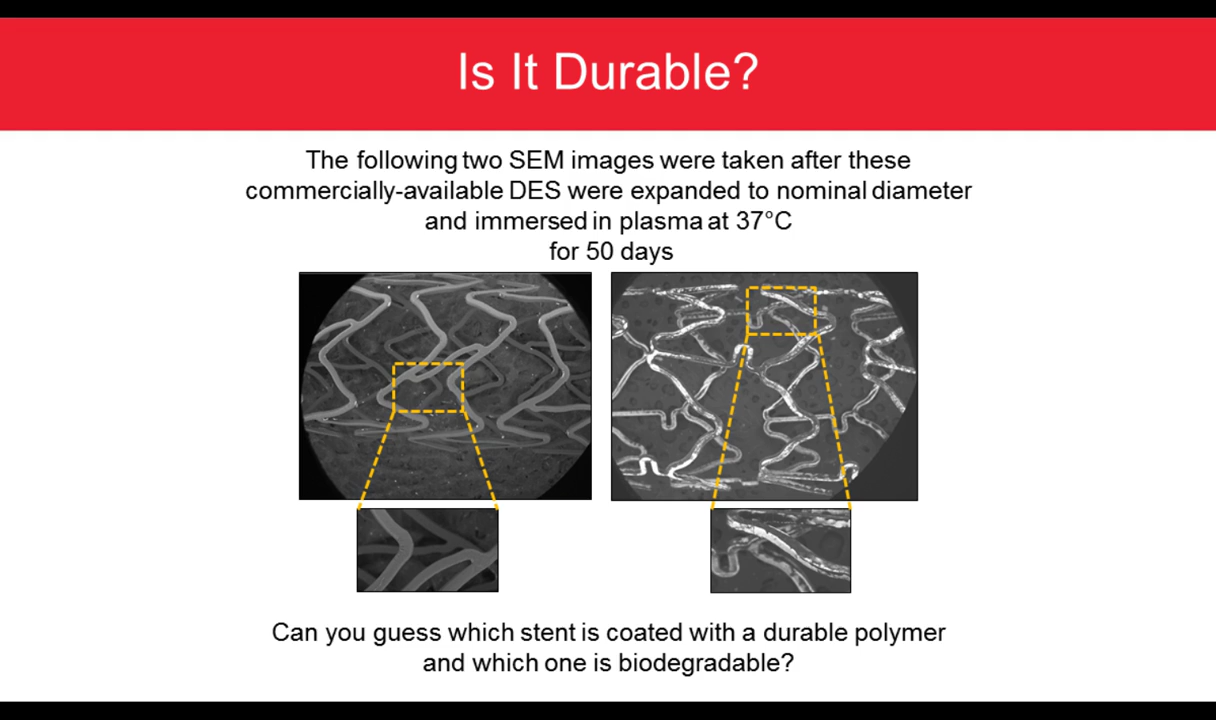 Is It Durable?
The following two SEM images were taken after these
commercially-available DES were expanded to nominal diameter
and immersed in plasma at 37°C
for 50 days
Can you guess which stent is coated with a durable polymer
and which one is biodegradable?